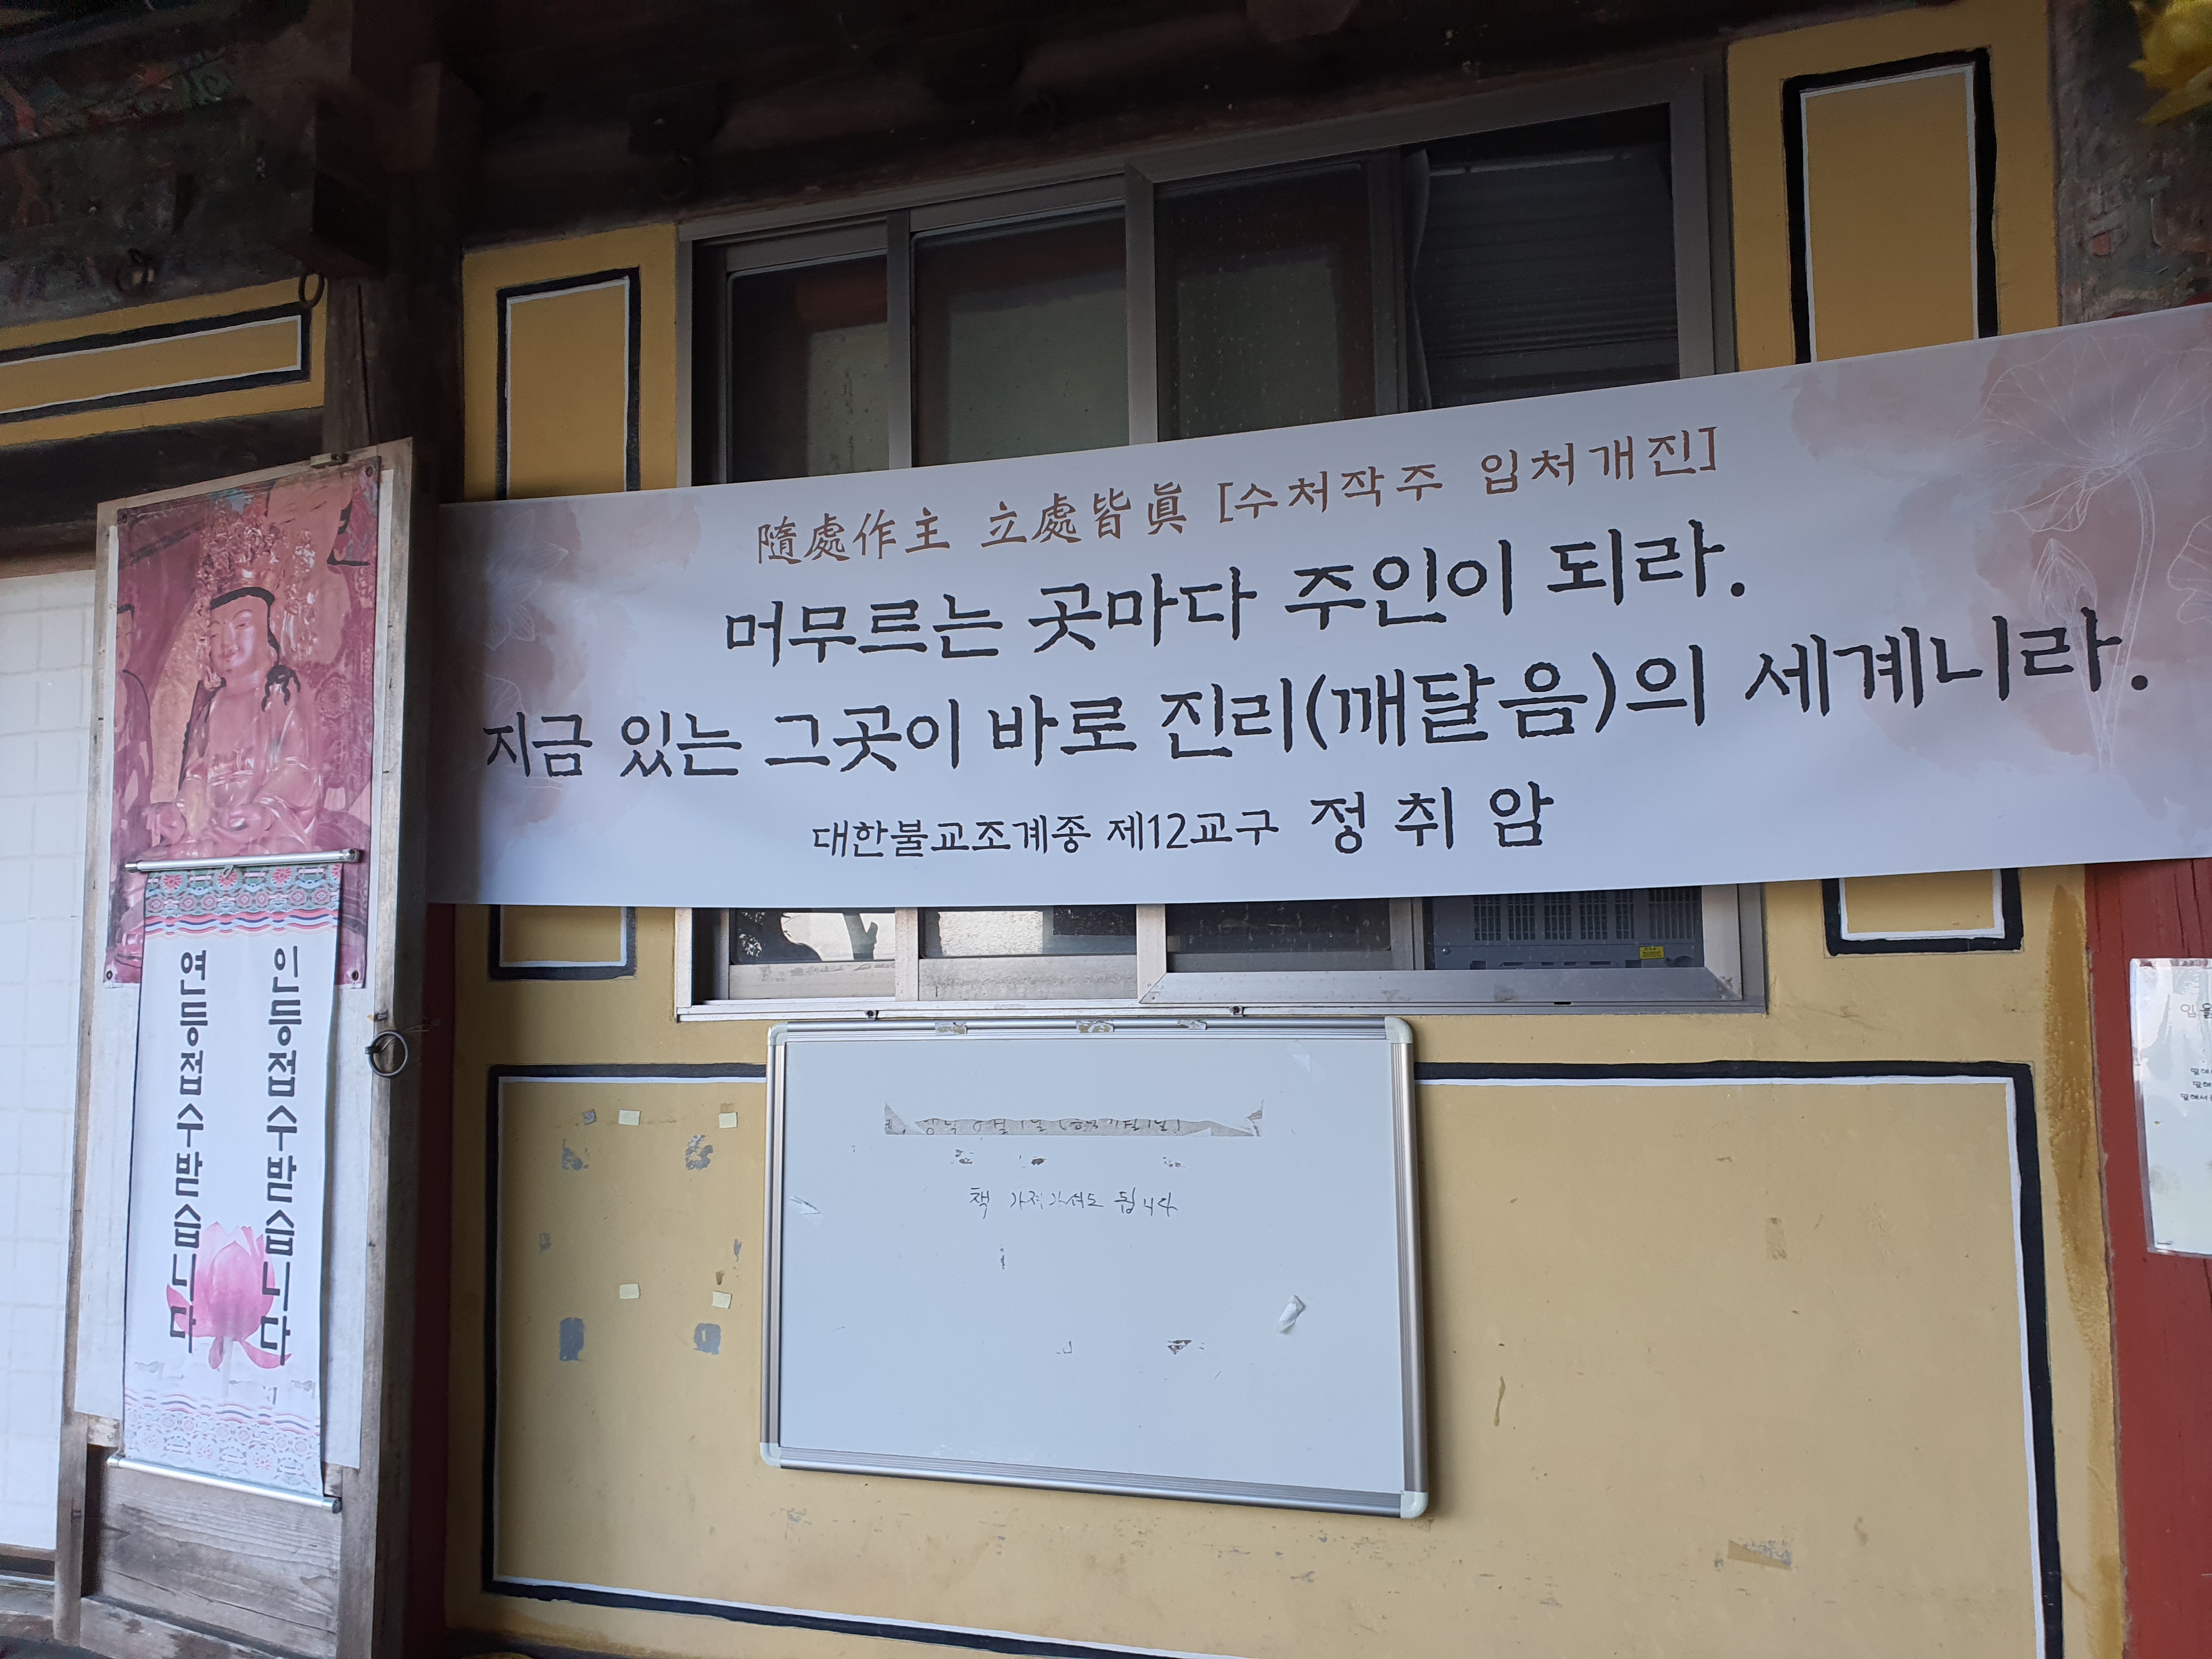 隨處作主 立處皆眞 [수처작주 입처개진]
머무르는 곳마다 주인이 되라.
지금 있는 그곳이 바로 진리(깨달음)의 세계니라.
대한불교조계종 제12교구 정취암
인등접수받습니다
연등접수받습니다
책 가져가셔도 됩니다